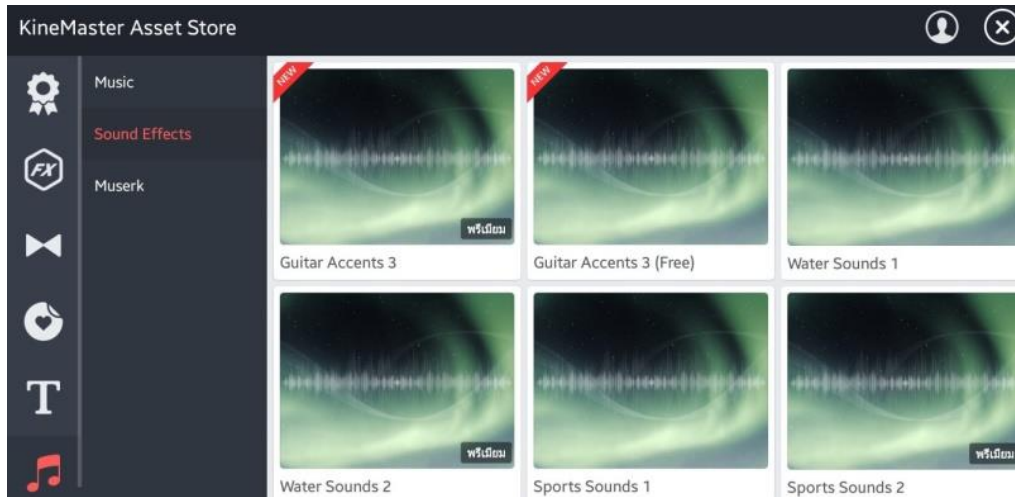 KineMaster Asset Store
Music
Sound Effects
Muserk
FX
T
NEW
พรีเมียม
Guitar Accents 3
NEW
Guitar Accents 3 (Free)
Water Sounds 1
พรีเมียม
Water Sounds 2
Sports Sounds 1
พรีเมียม
Sports Sounds 2